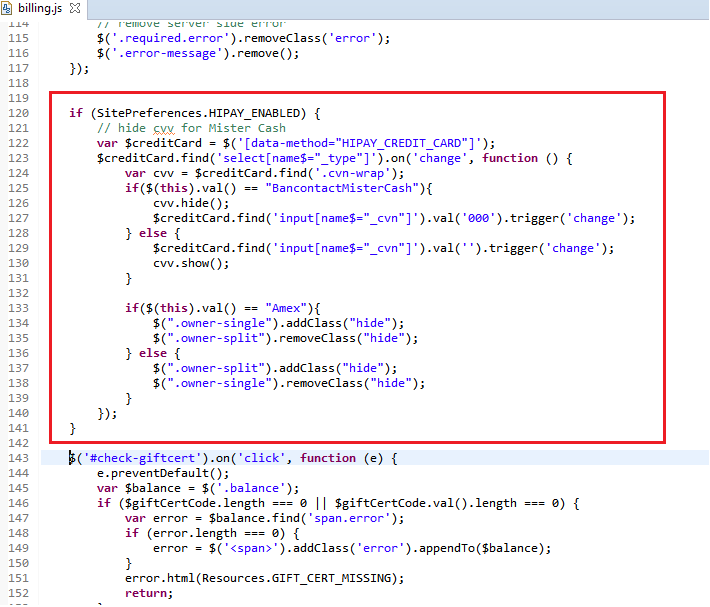 billing.js
114 // remove server side error
115 $('.required.error').removeClass('error');
116 $('.error-message').remove();
117 });
118
119
120 if (SitePreferences.HIPAY_ENABLED) {
121 // hide cvv for Mister Cash
122 var $creditCard = $('[data-method="HIPAY_CREDIT_CARD"]');
123 $creditCard.find('select[name$="_type"]').on('change', function () {
124 var cvv = $creditCard.find('.cvn-wrap');
125 if($(this).val() == "BancontactMisterCash"){
126 cvv.hide();
127 $creditCard.find('input[name$="_cvn"]').val('000').trigger('change');
128 } else {
129 $creditCard.find('input[name$="_cvn"]').val('').trigger('change');
130 cvv.show();
131 }
132
133 if($(this).val() == "Amex"){
134 $(".owner-single").addClass("hide");
135 $(".owner-split").removeClass("hide");
136 } else {
137 $(".owner-split").addClass("hide");
138 $(".owner-single").removeClass("hide");
139 }
140 });
141 }
142
143 $('#check-giftcert').on('click', function (e) {
144 e.preventDefault();
145 var $balance = $('.balance');
146 if ($giftCertCode.length === 0 || $giftCertCode.val().length === 0) {
147 var error = $balance.find('span.error');
148 if (error.length === 0) {
149 error = $('<span>').addClass('error').appendTo($balance);
150 }
151 error.html(Resources.GIFT_CERT_MISSING);
152 return;